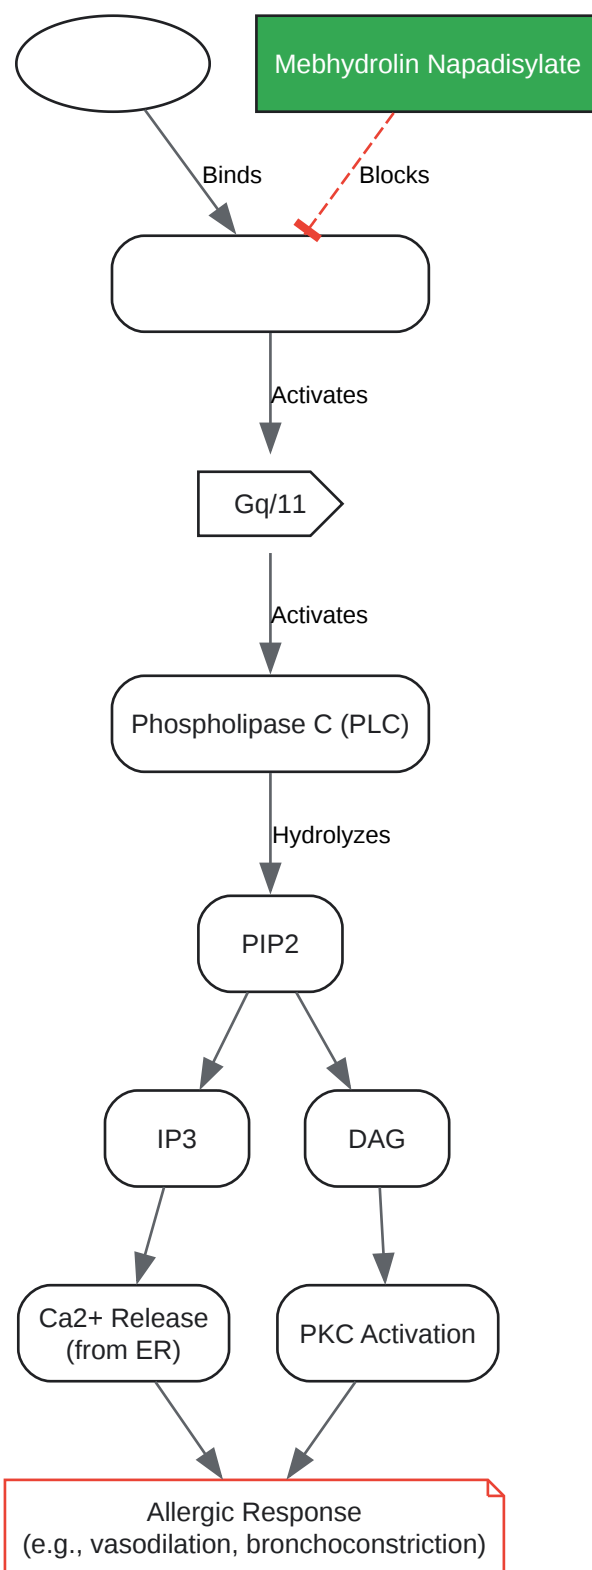 Mebhydrolin Napadisylate
Binds
Blocks
Activates
Gq/11
Activates
Phospholipase C (PLC)
Hydrolyzes
PIP2
IP3
DAG
Ca2+ Release
(from ER)
PKC Activation
Allergic Response
(e.g., vasodilation, bronchoconstriction)